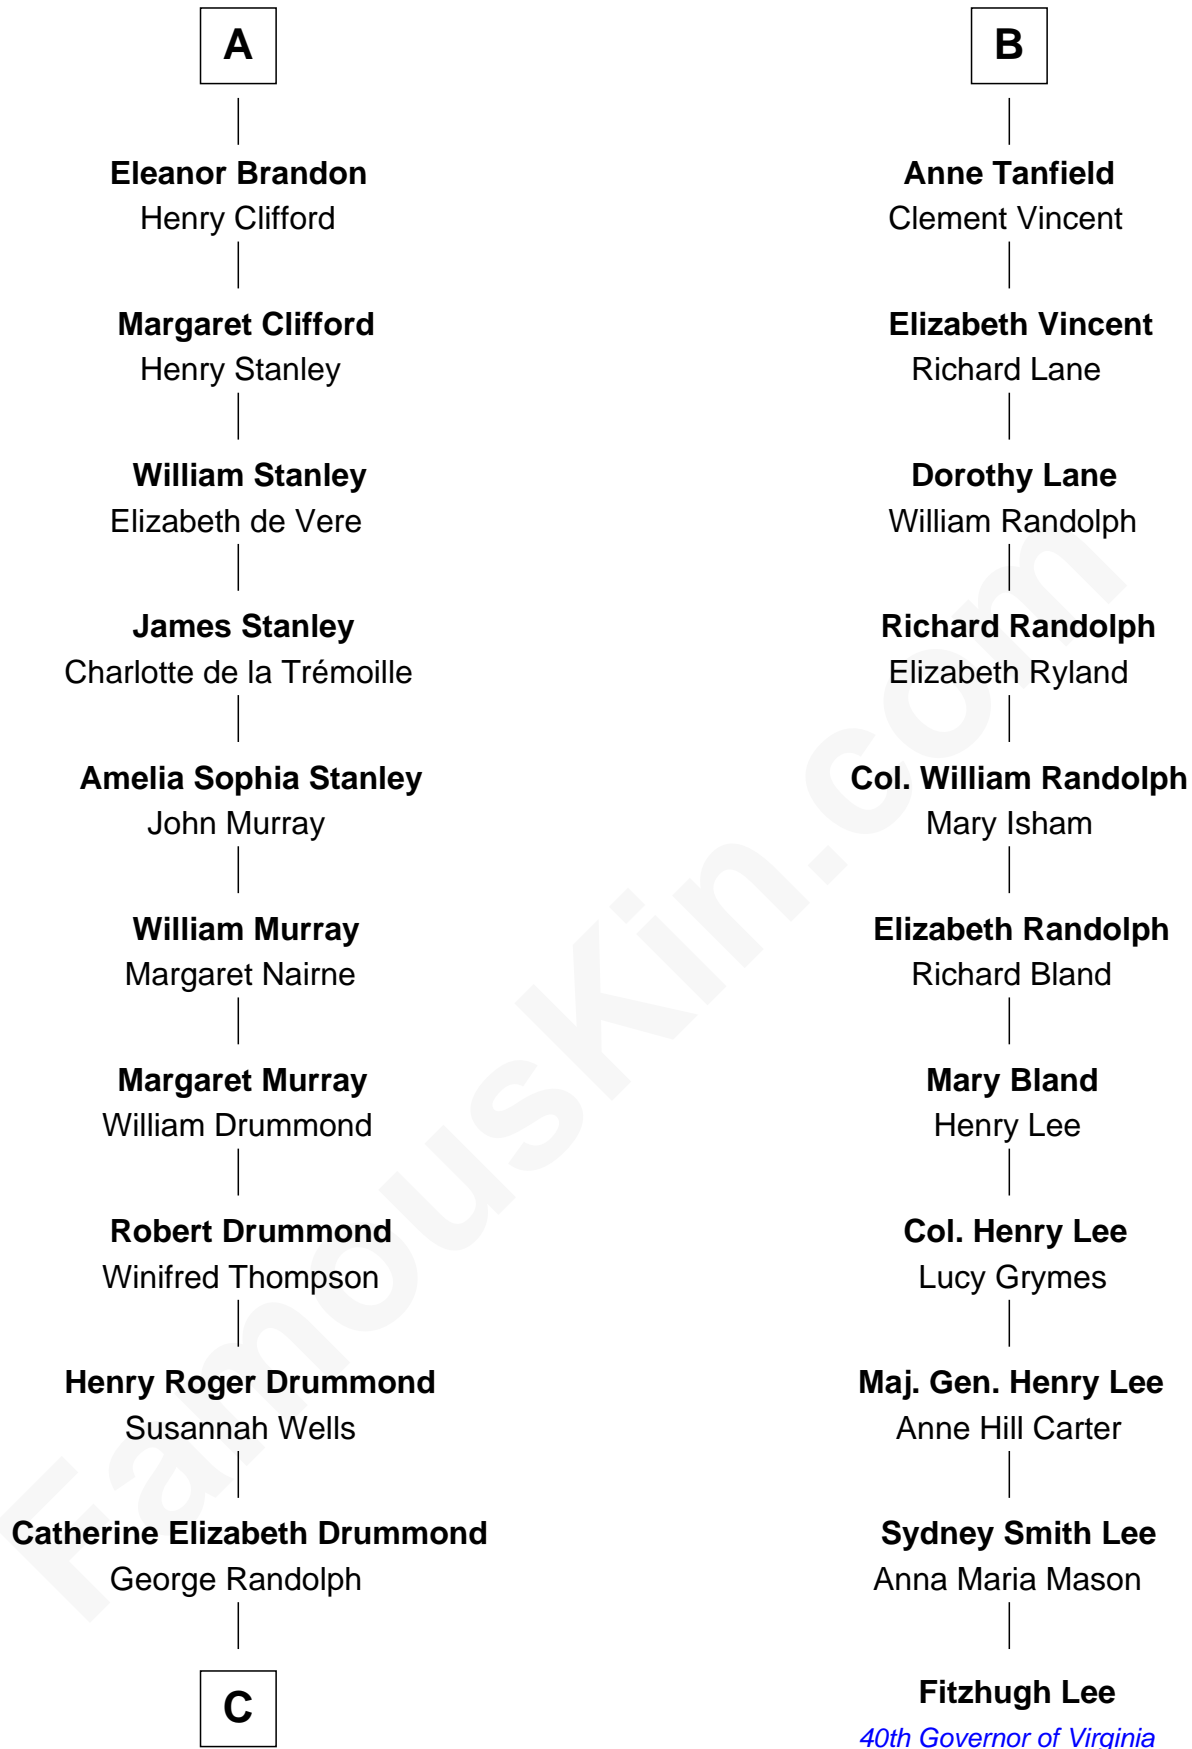 A
Eleanor Brandon
Henry Clifford
Margaret Clifford
Henry Stanley
William Stanley
Elizabeth de Vere
James Stanley
Charlotte de la Trémoille
Amelia Sophia Stanley
John Murray
William Murray
Margaret Nairne
Margaret Murray
William Drummond
Robert Drummond
Winifred Thompson
Henry Roger Drummond
Susannah Wells
Catherine Elizabeth Drummond
George Randolph
C
B
Anne Tanfield
Clement Vincent
Elizabeth Vincent
Richard Lane
Dorothy Lane
William Randolph
Richard Randolph
Elizabeth Ryland
Col. William Randolph
Mary Isham
Elizabeth Randolph
Richard Bland
Mary Bland
Henry Lee
Col. Henry Lee
Lucy Grymes
Maj. Gen. Henry Lee
Anne Hill Carter
Sydney Smith Lee
Anna Maria Mason
Fitzhugh Lee
40th Governor of Virginia
FamousKin.com